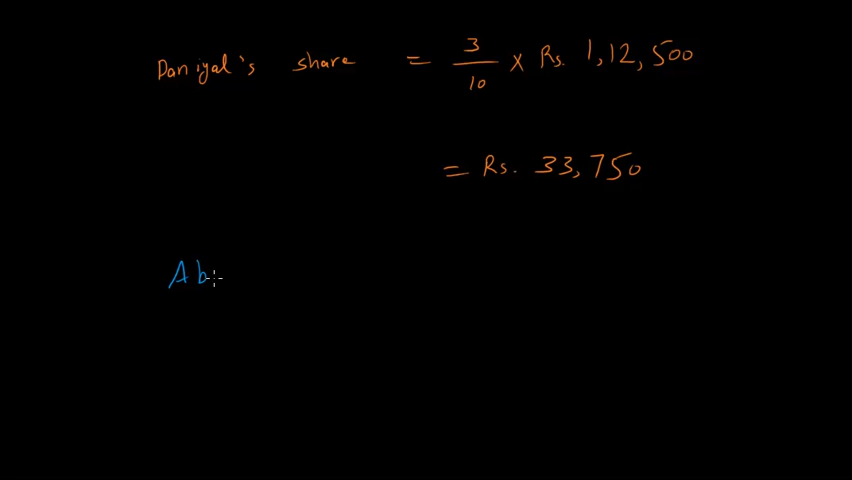 Daniyal's share = 3/10 × Rs. 1,12,500
= Rs. 33,750
Ab